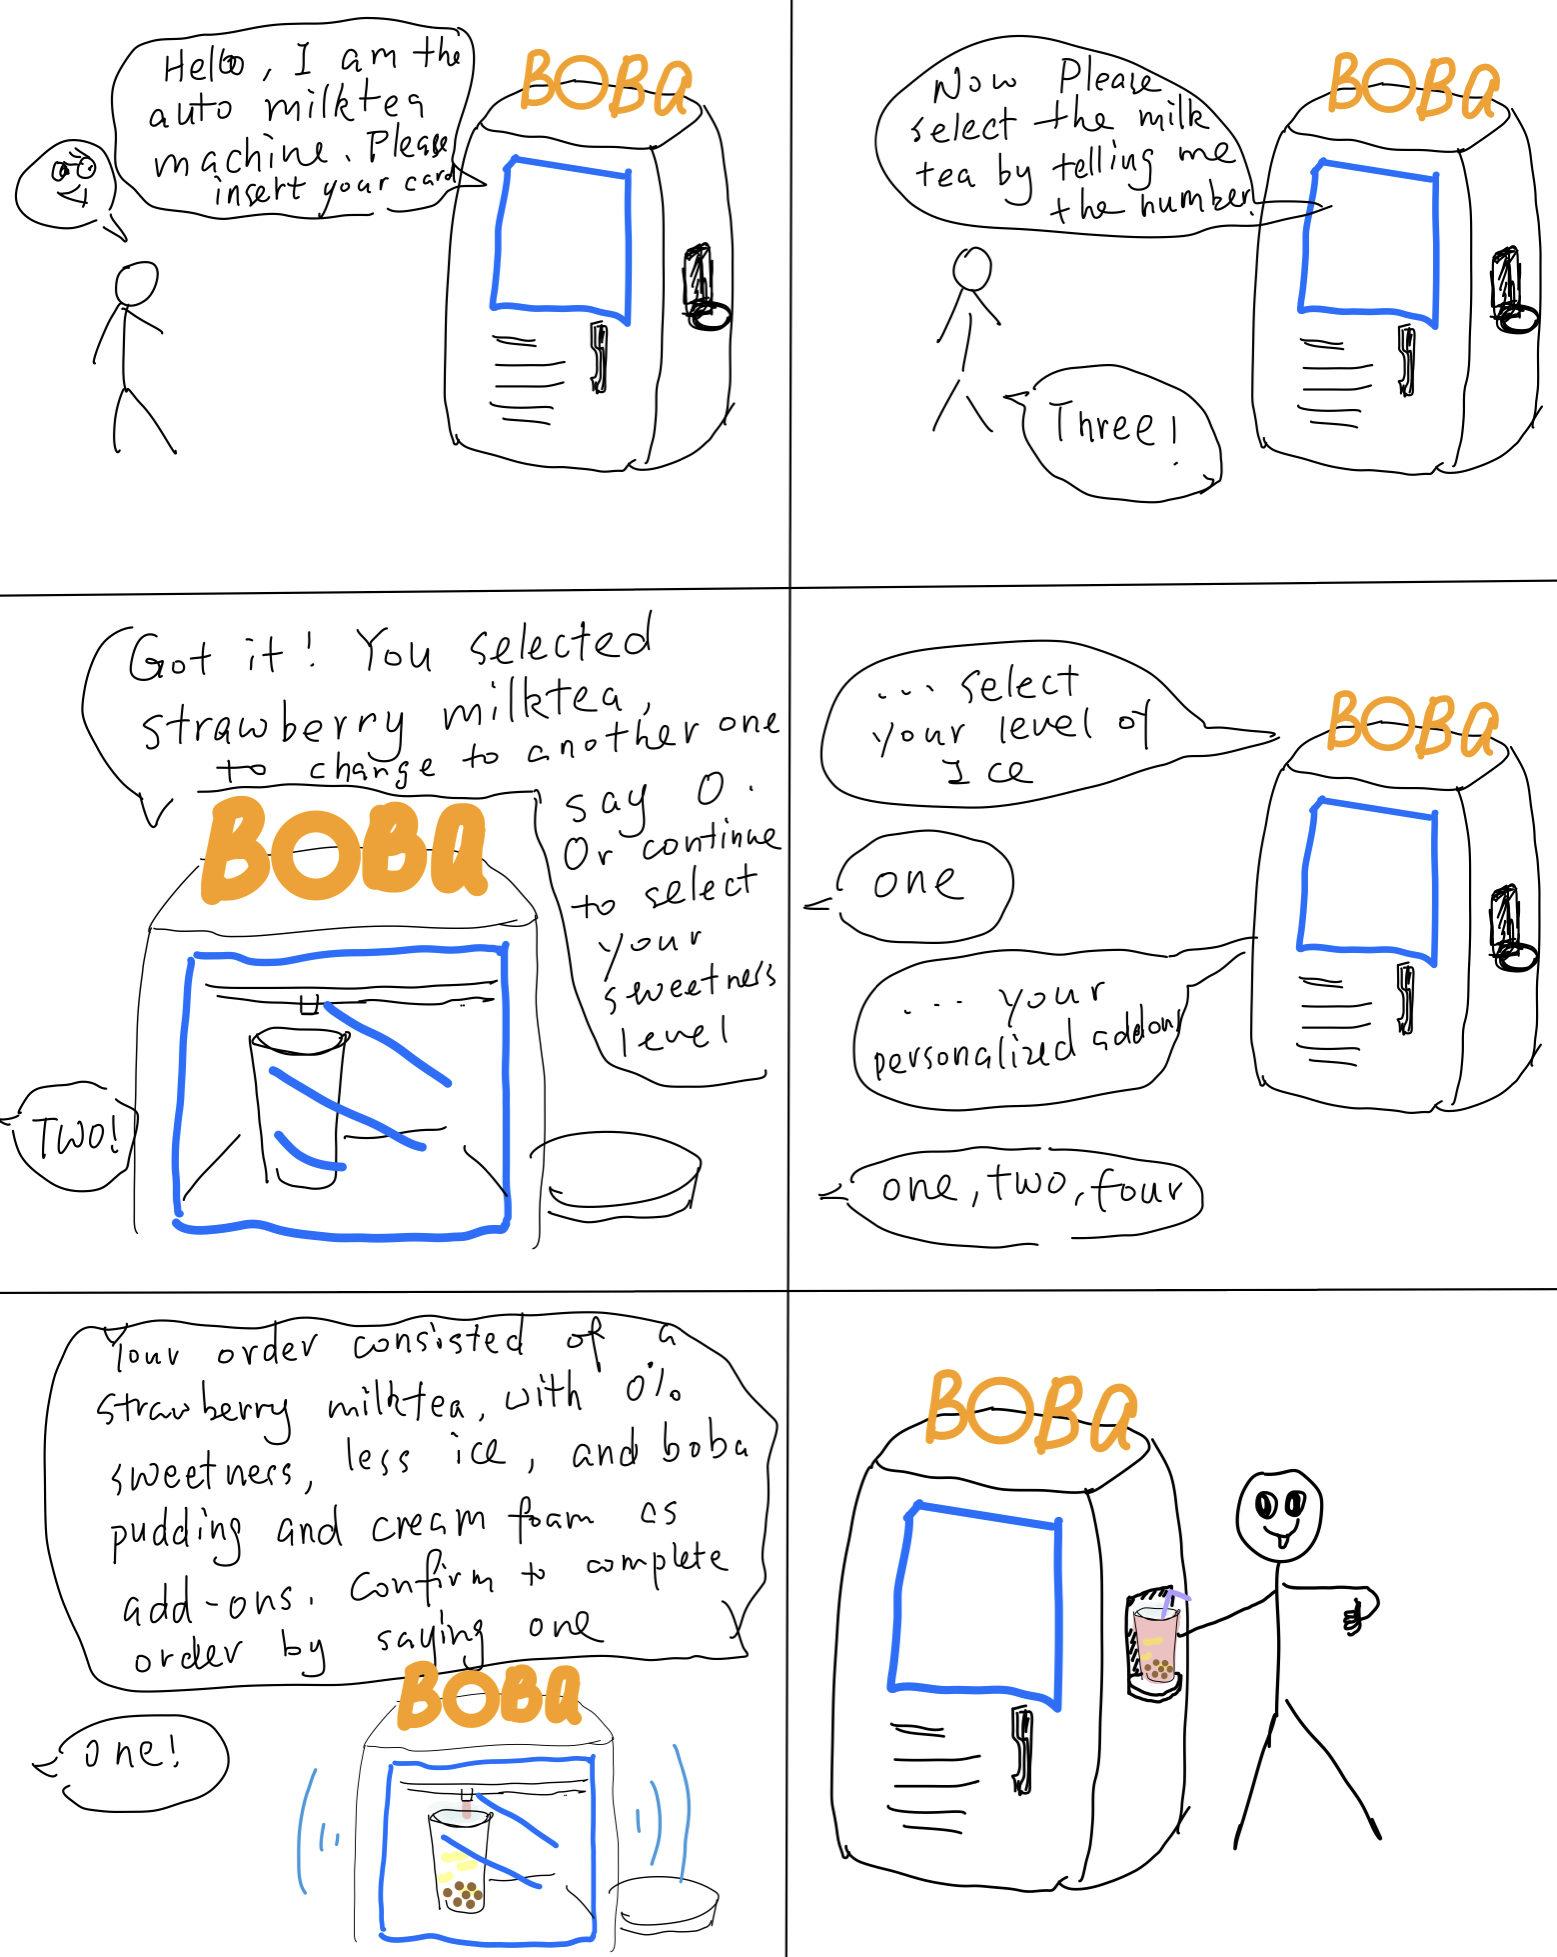 Hello, I am the
auto milktea
machine. Please
insert your card
BOBA
Now Please
select the milk
tea by telling me
the number.
BOBA
Three!
Got it! You selected
strawberry milktea,
to change to another one
say 0.
Or continue
to select
your
sweetness
level
BOBA
TWO!
... select
your level of
Ice
BOBA
one
... your
personalized addons
one, two, four
Your order consisted of a
strawberry milktea, with 0%
sweetness, less ice, and boba
pudding and cream foam as
add-ons. Confirm to complete
order by saying one
BOBA
One!
BOBA